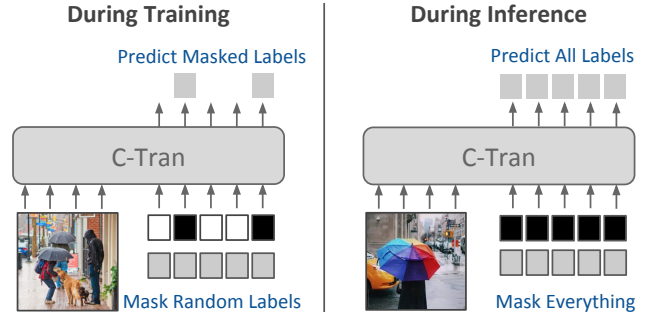 During Training
Predict Masked Labels
C-Tran
Mask Random Labels
During Inference
Predict All Labels
C-Tran
Mask Everything